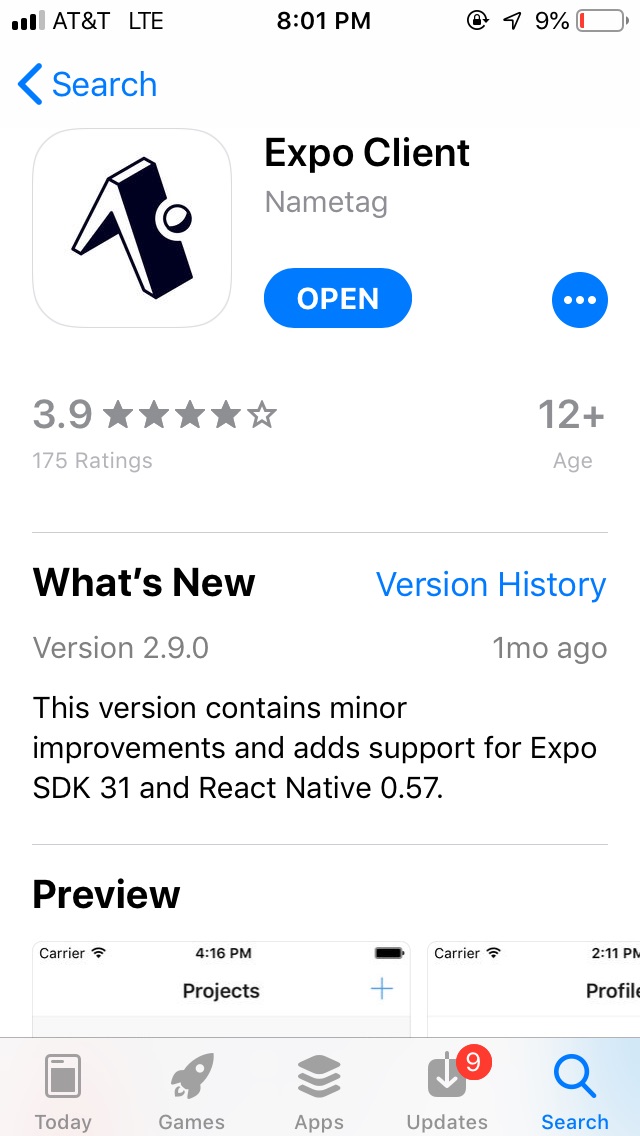 AT&T LTE 8:01 PM 9%
Search
Expo Client
Nametag
OPEN
3.9 12+
175 Ratings Age
What's New Version History
Version 2.9.0 1mo ago
This version contains minor
improvements and adds support for Expo
SDK 31 and React Native 0.57.
Preview
Carrier 4:16 PM Carrier 2:11 PM
Projects + Profile
9
Today Games Apps Updates Search